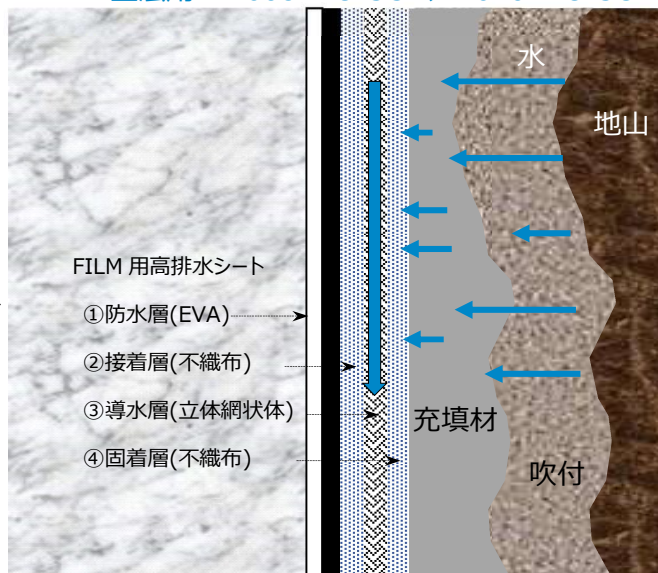 水
地山
FILM 用高排水シート
①防水層(EVA)
②接着層(不織布)
③導水層(立体網状体)
④固着層(不織布)
充填材
吹付